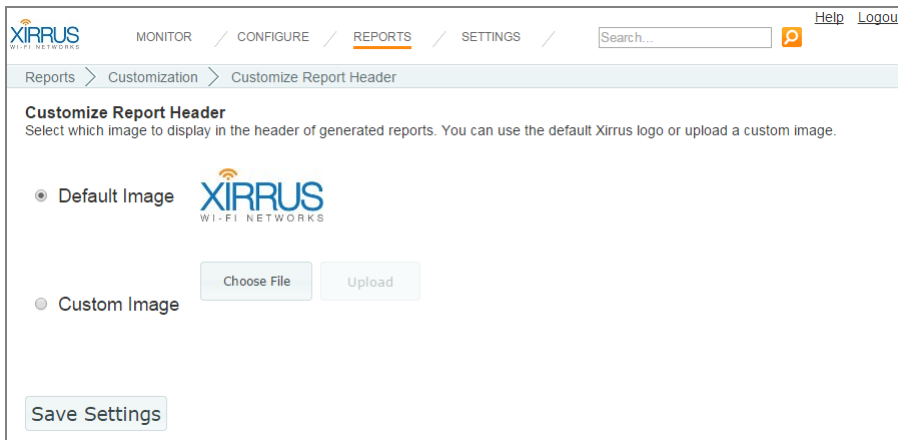 Help Logou
XIRRUS
WI-FI NETWORKS
MONITOR / CONFIGURE / REPORTS / SETTINGS /
Search...
Reports > Customization > Customize Report Header
Customize Report Header
Select which image to display in the header of generated reports. You can use the default Xirrus logo or upload a custom image.
Default Image
XIRRUS
WI-FI NETWORKS
Choose File Upload
Custom Image
Save Settings